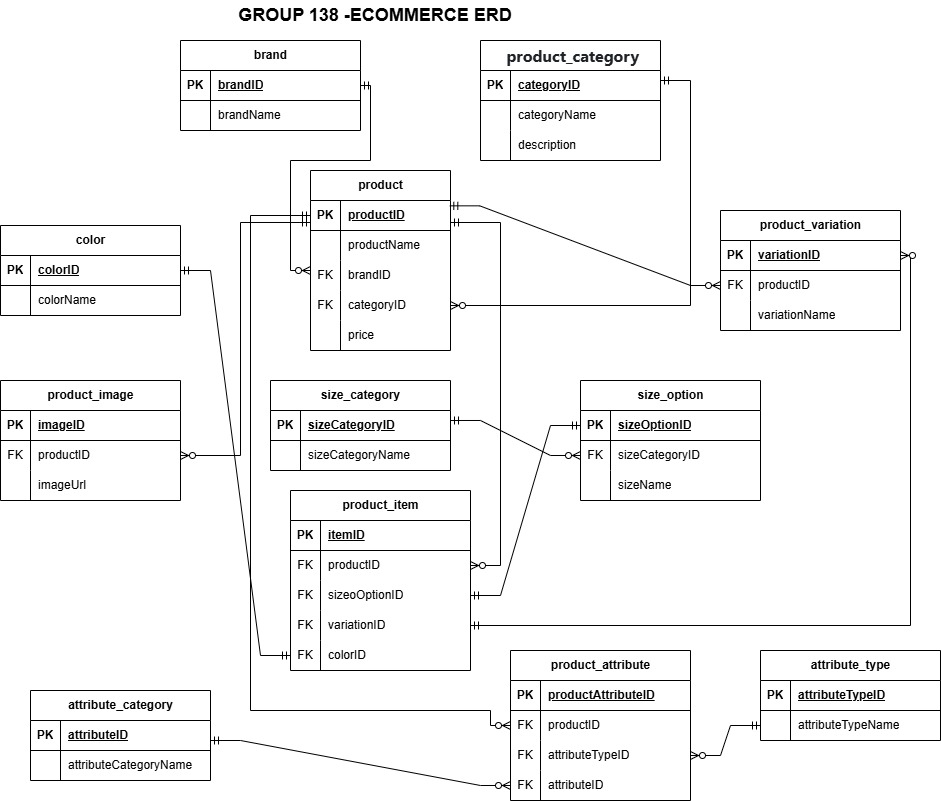 GROUP 138 -ECOMMERCE ERD
brand
PK brandID
brandName
product_category
PK categoryID
categoryName
description
product
PK productID
productName
FK brandID
FK categoryID
price
product_variation
PK variationID
FK productID
variationName
color
PK colorID
colorName
product_image
PK imageID
FK productID
imageUrl
size_category
PK sizeCategoryID
sizeCategoryName
size_option
PK sizeOptionID
FK sizeCategoryID
sizeName
product_item
PK itemID
FK productID
FK sizeoOptionID
FK variationID
FK colorID
product_attribute
PK productAttributeID
FK productID
FK attributeTypeID
FK attributeID
attribute_type
PK attributeTypeID
attributeTypeName
attribute_category
PK attributeID
attributeCategoryName